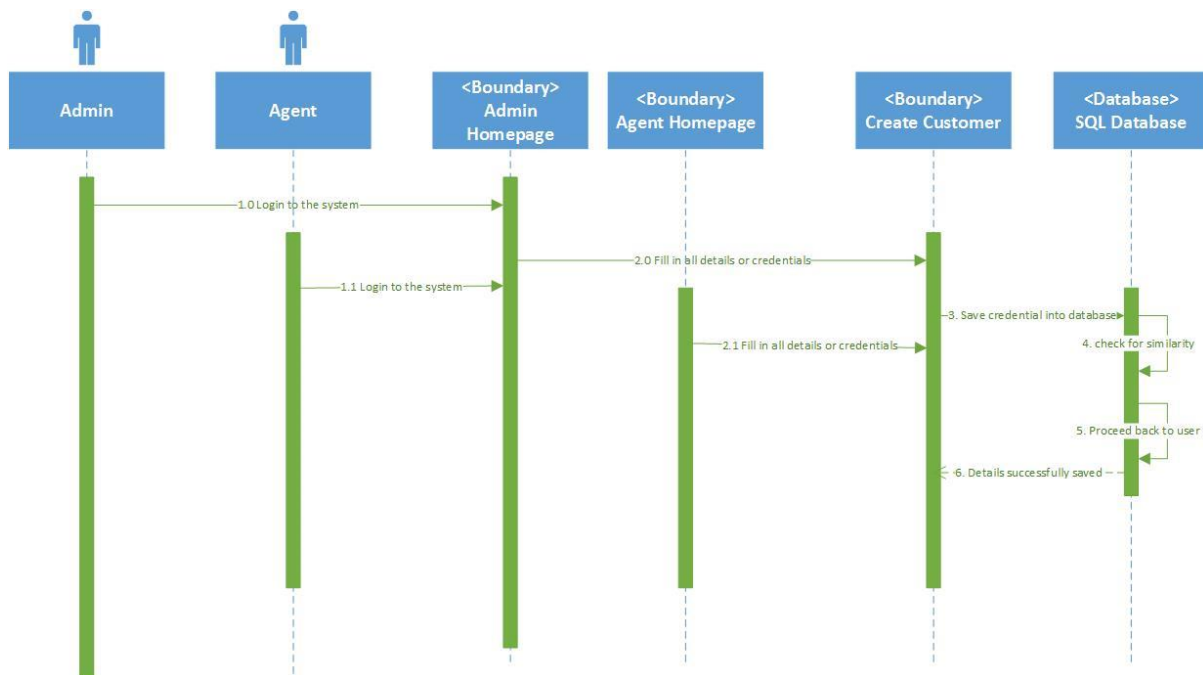 Admin
Agent
<Boundary>
Admin
Homepage
<Boundary>
Agent Homepage
<Boundary>
Create Customer
<Database>
SQL Database
1.0 Login to the system
2.0 Fill in all details or credentials
1.1 Login to the system
3. Save credential into database
4. check for similarity
2.1 Fill in all details or credentials
5. Proceed back to user
6. Details successfully saved